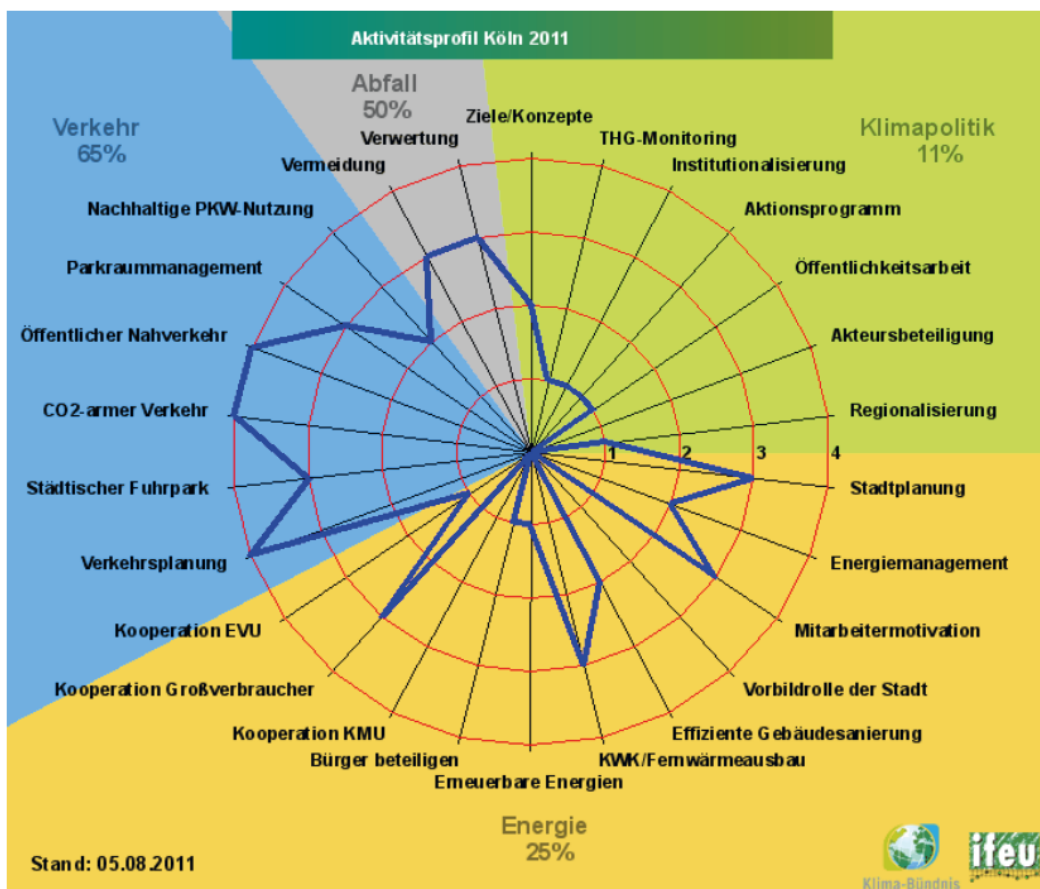 Aktivitätsprofil Köln 2011
Abfall
50%
Verkehr
65%
Klimapolitik
11%
Ziele/Konzepte
THG-Monitoring
Institutionalisierung
Aktionsprogramm
Öffentlichkeitsarbeit
Akteursbeteiligung
Regionalisierung
1 2 3 4
Stadtplanung
Energiemanagement
Mitarbeitermotivation
Vorbildrolle der Stadt
Effiziente Gebäudesanierung
KWK/Fernwärmeausbau
Erneuerbare Energien
Bürger beteiligen
Kooperation KMU
Kooperation Großverbraucher
Kooperation EVU
Verkehrsplanung
Städtischer Fuhrpark
CO2-armer Verkehr
Öffentlicher Nahverkehr
Parkraummanagement
Nachhaltige PKW-Nutzung
Vermeidung
Verwertung
Energie
25%
Stand: 05.08.2011
Klima-Bündnis
ifeu